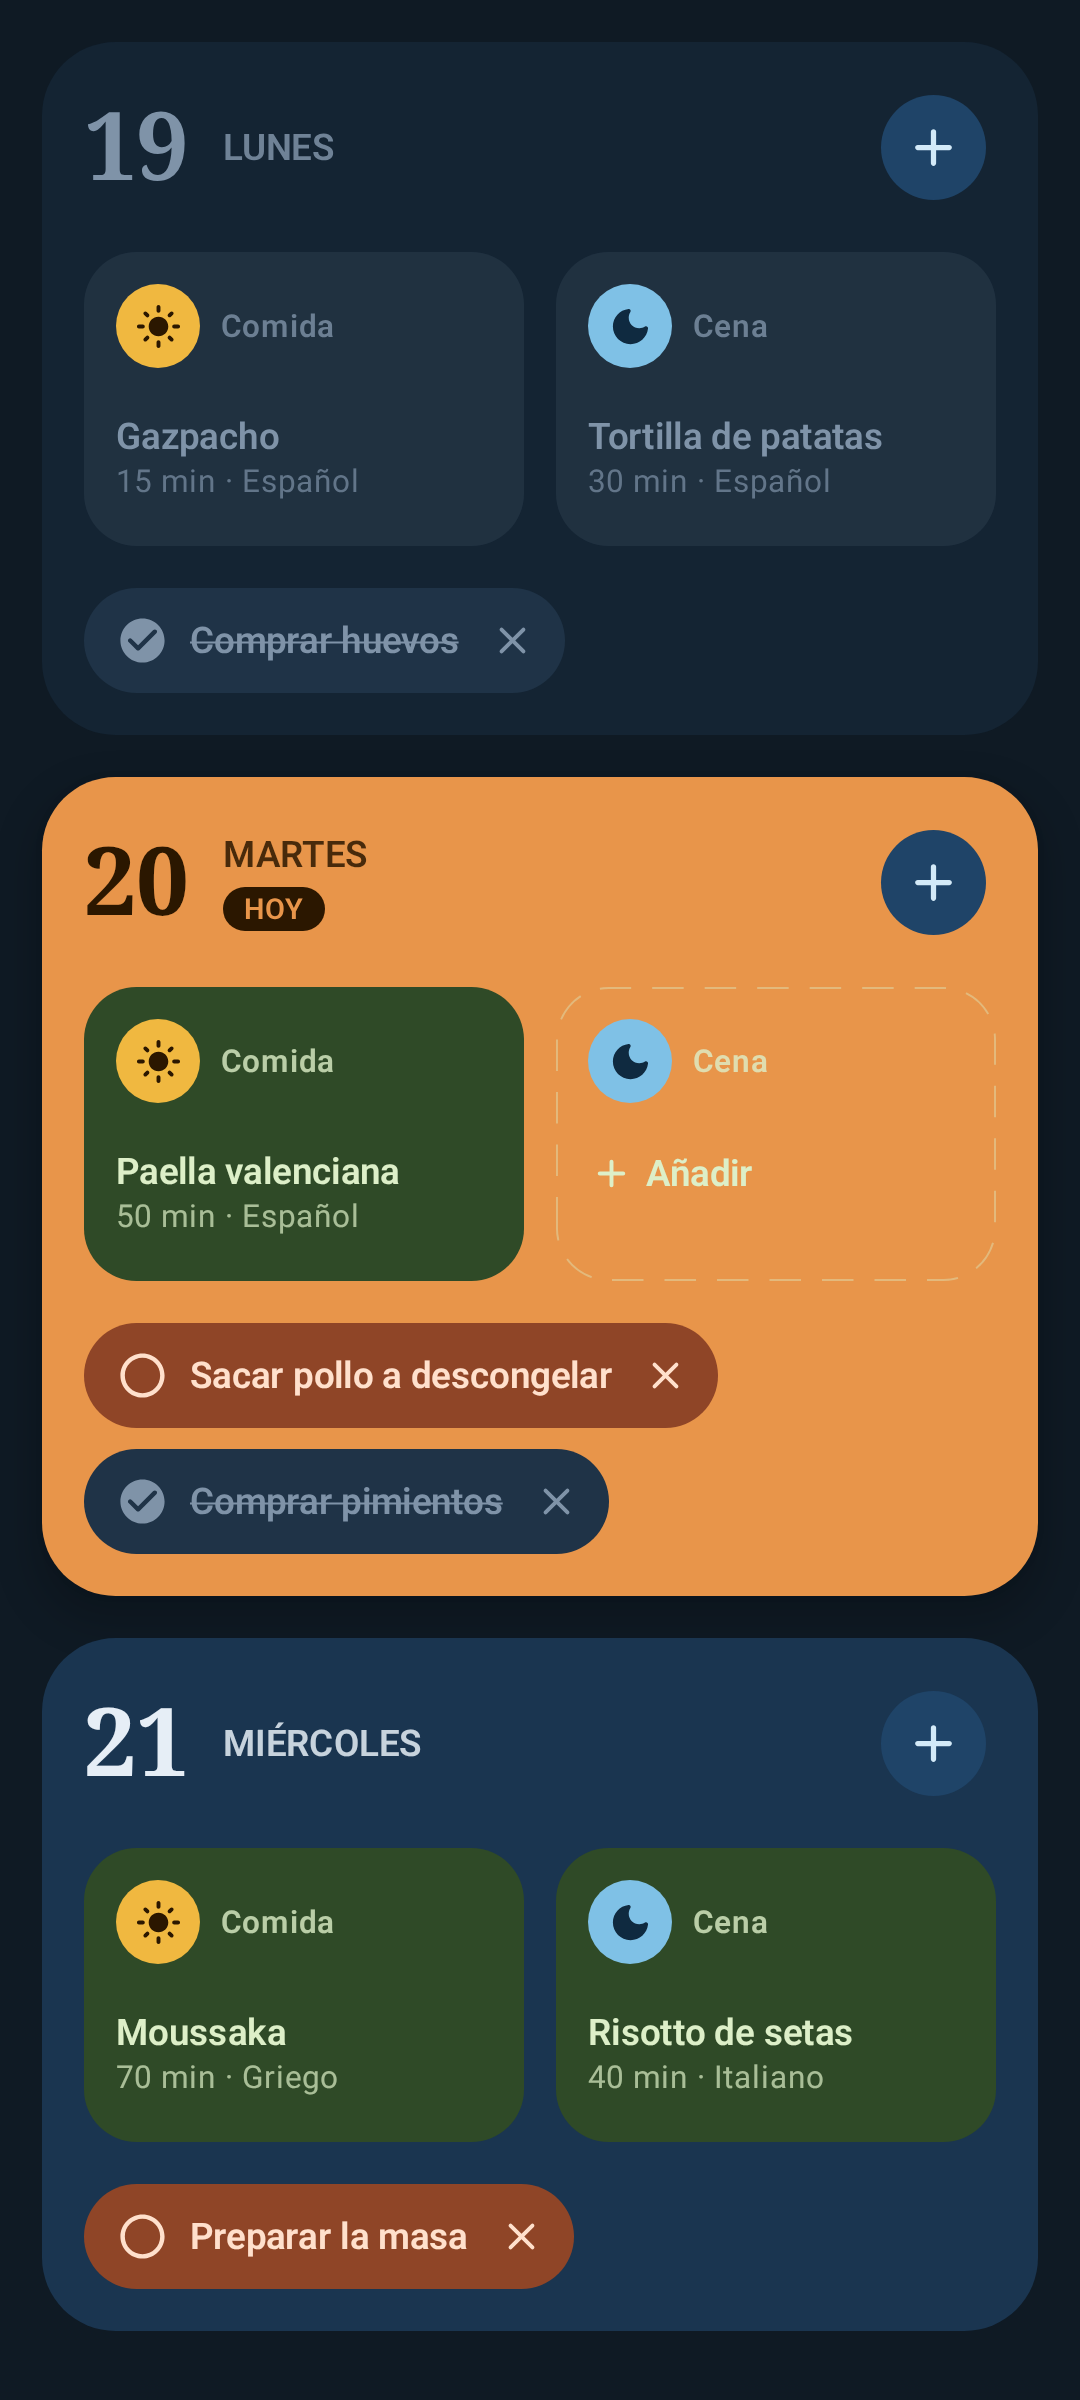 19 LUNES
Comida
Cena
Gazpacho
15 min · Español
Tortilla de patatas
30 min · Español
Comprar huevos
20 MARTES
HOY
Comida
Cena
Paella valenciana
50 min · Español
Añadir
Sacar pollo a descongelar
Comprar pimientos
21 MIÉRCOLES
Comida
Cena
Moussaka
70 min · Griego
Risotto de setas
40 min · Italiano
Preparar la masa